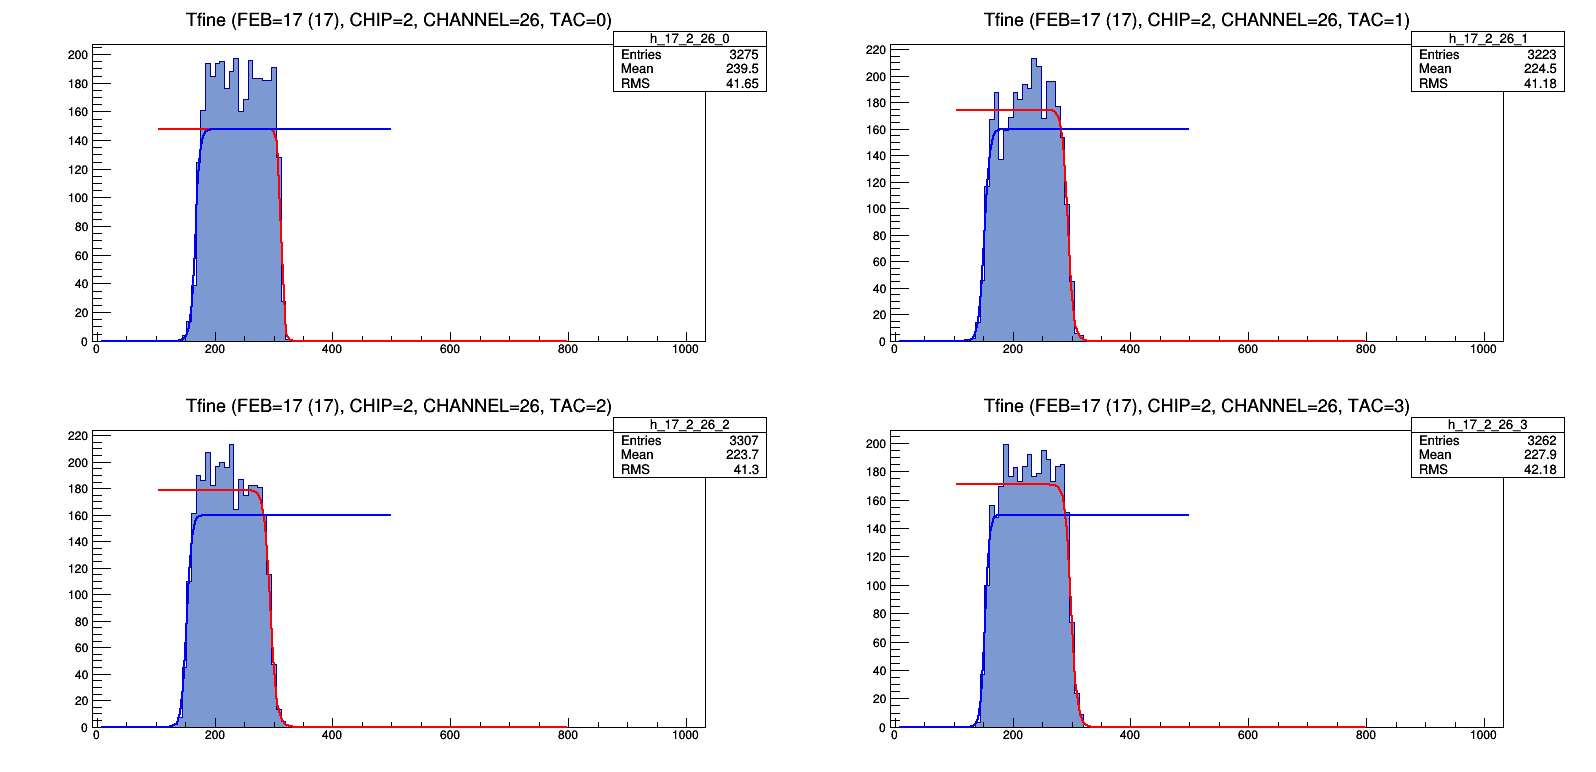 Tfine (FEB=17 (17), CHIP=2, CHANNEL=26, TAC=0)
h_17_2_26_0
Entries 3275
Mean 239.5
RMS 41.65
200
180
160
140
120
100
80
60
40
20
0
0 200 400 600 800 1000
Tfine (FEB=17 (17), CHIP=2, CHANNEL=26, TAC=1)
h_17_2_26_1
Entries 3223
Mean 224.5
RMS 41.18
220
200
180
160
140
120
100
80
60
40
20
0
0 200 400 600 800 1000
Tfine (FEB=17 (17), CHIP=2, CHANNEL=26, TAC=2)
h_17_2_26_2
Entries 3307
Mean 223.7
RMS 41.3
220
200
180
160
140
120
100
80
60
40
20
0
0 200 400 600 800 1000
Tfine (FEB=17 (17), CHIP=2, CHANNEL=26, TAC=3)
h_17_2_26_3
Entries 3262
Mean 227.9
RMS 42.18
200
180
160
140
120
100
80
60
40
20
0
0 200 400 600 800 1000